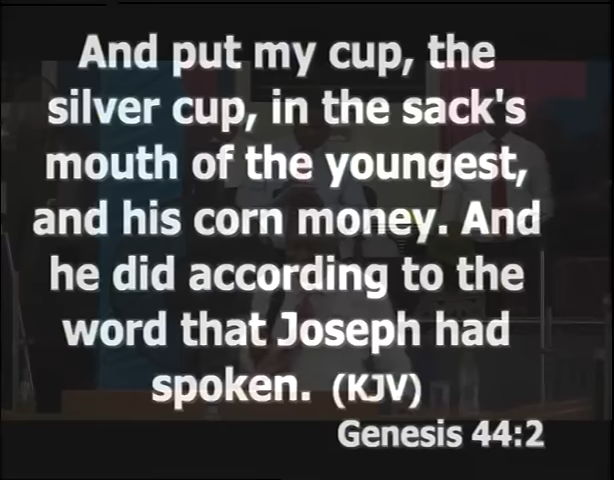 And put my cup, the
silver cup, in the sack's
mouth of the youngest,
and his corn money. And
he did according to the
word that Joseph had
spoken. (KJV)
Genesis 44:2